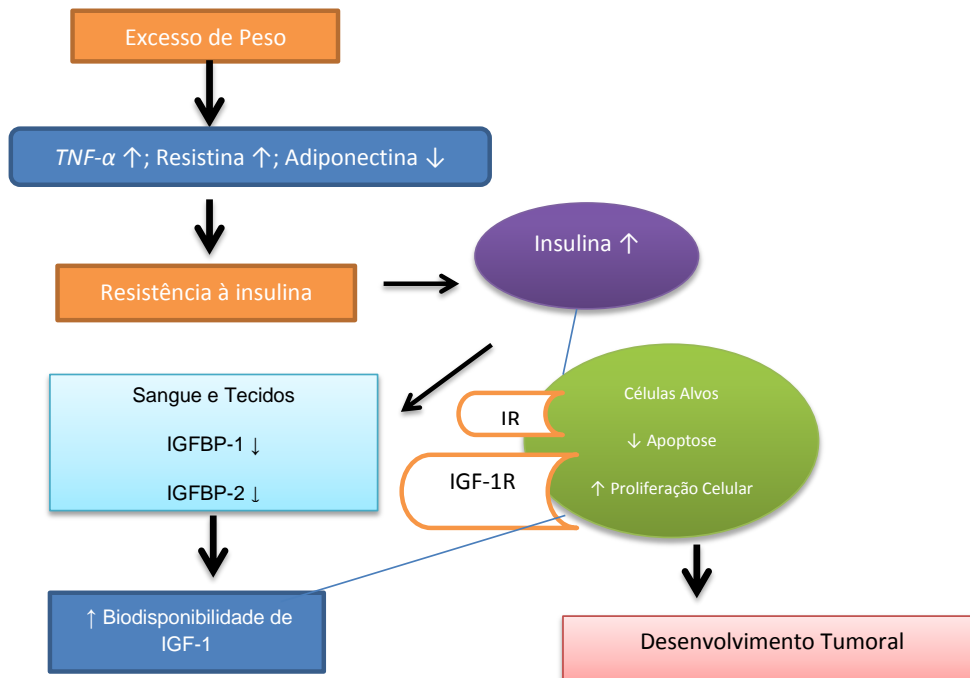 Excesso de Peso
TNF-α ↑; Resistina ↑; Adiponectina ↓
Insulina ↑
Resistência à insulina
Sangue e Tecidos
IGFBP-1 ↓
IGFBP-2 ↓
IR
IGF-1R
Células Alvos
↓ Apoptose
↑ Proliferação Celular
↑ Biodisponibilidade de
IGF-1
Desenvolvimento Tumoral